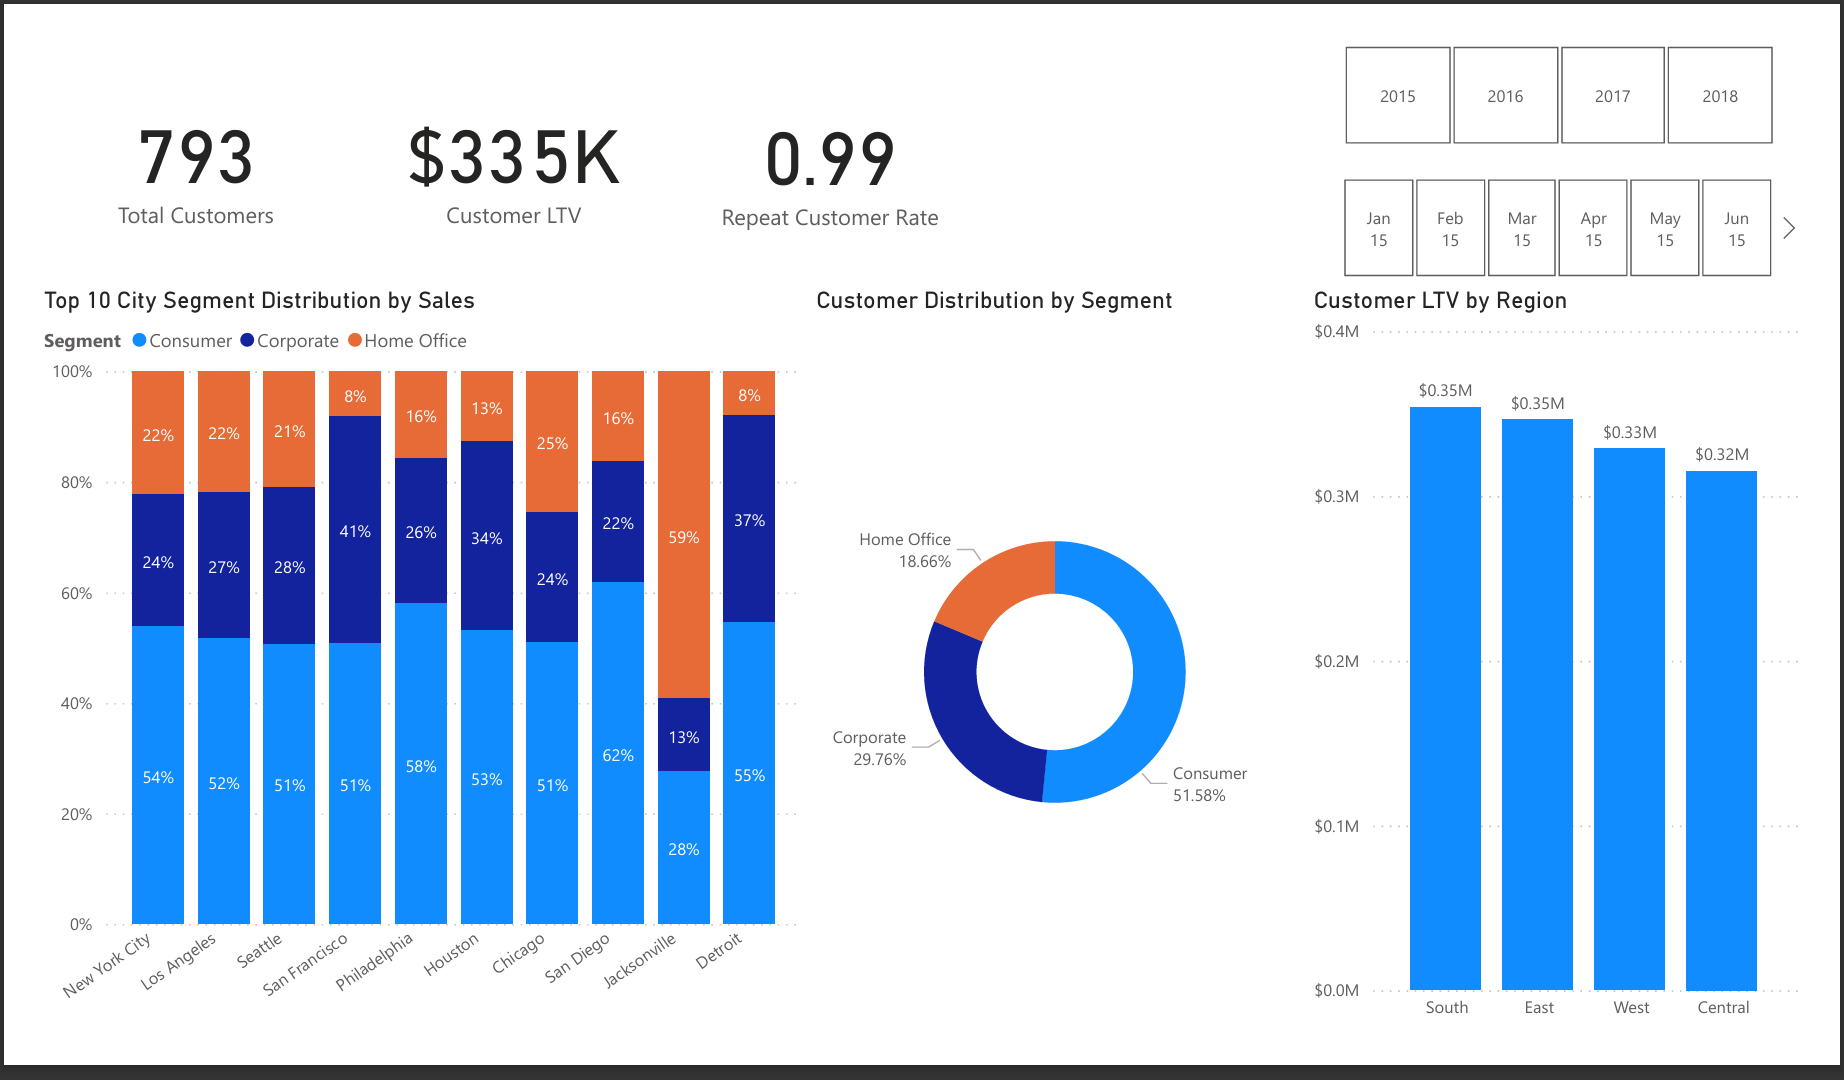 2015 2016 2017 2018
793 $335K 0.99
Total Customers Customer LTV Repeat Customer Rate
Jan Feb Mar Apr May Jun
15 15 15 15 15 15
Top 10 City Segment Distribution by Sales
Segment Consumer Corporate Home Office
100%
80%
60%
40%
20%
0%
22% 22% 21% 8% 16% 13% 25% 16% 59% 8%
24% 27% 28% 41% 26% 34% 24% 22% 13% 37%
54% 52% 51% 51% 58% 53% 51% 62% 28% 55%
New York City
Los Angeles
Seattle
San Francisco
Philadelphia
Houston
Chicago
San Diego
Jacksonville
Detroit
Customer Distribution by Segment
Home Office
18.66%
Corporate
29.76%
Consumer
51.58%
Customer LTV by Region
$0.4M
$0.3M
$0.2M
$0.1M
$0.0M
$0.35M
$0.35M
$0.33M
$0.32M
South East West Central